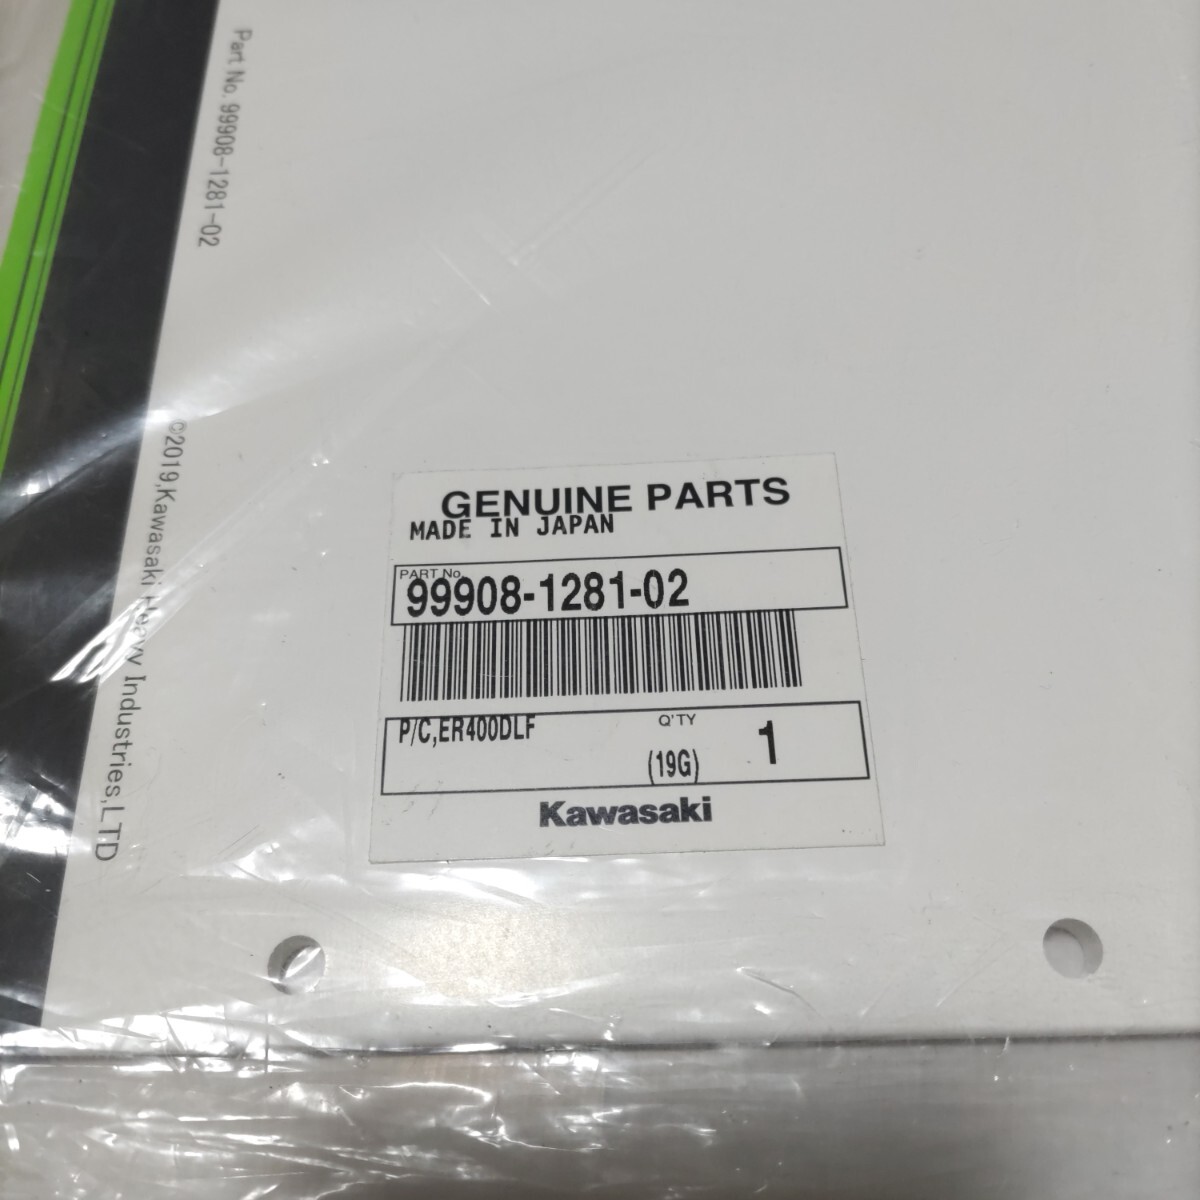 Part No. 99908-1281-02
©2019,Kawasaki Heavy Industries,LTD
GENUINE PARTS
MADE IN JAPAN
PART No.
99908-1281-02
P/C,ER400DLF
Q'TY
(19G)
1
Kawasaki